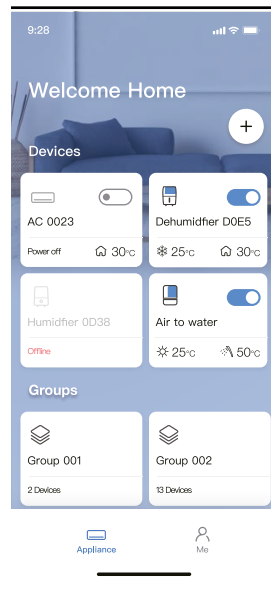 9:28
Welcome Home
+
Devices
AC 0023
Power off 30°C
Dehumidfier D0E5
25°C 30°C
Humidfier 0D38
Offline
Air to water
25°C 50°C
Groups
Group 001
2 Devices
Group 002
13 Devices
Appliance
Me